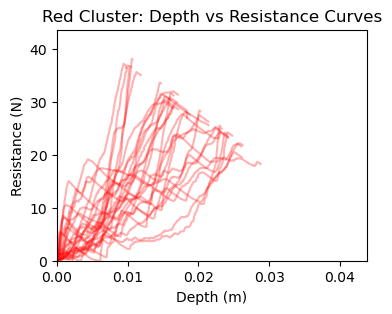 Red Cluster: Depth vs Resistance Curves
40
30
20
10
0
Resistance (N)
0.00 0.01 0.02 0.03 0.04
Depth (m)